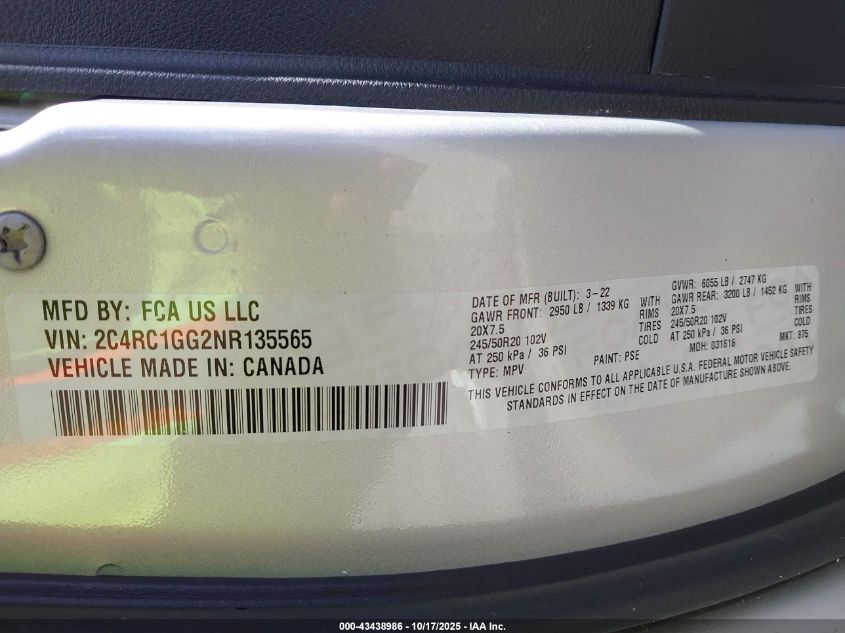 MFD BY: FCA US LLC
VIN: 2C4RC1GG2NR135565
VEHICLE MADE IN: CANADA
DATE OF MFR (BUILT): 3-22
GAWR FRONT: 2950 LB / 1339 KG WITH
20X7.5 RIMS
245/50R20 102V TIRES
AT 250 kPa / 36 PSI COLD
TYPE: MPV
PAINT: PSE
GVWR: 6055 LB / 2747 KG
GAWR REAR: 3200 LB / 1452 KG WITH
20X7.5 RIMS
245/50R20 102V TIRES
AT 250 kPa / 36 PSI COLD
MDH: 031616 MKT: 875
THIS VEHICLE CONFORMS TO ALL APPLICABLE U.S.A. FEDERAL MOTOR VEHICLE SAFETY
STANDARDS IN EFFECT ON THE DATE OF MANUFACTURE SHOWN ABOVE.
000-43438986 - 10/17/2025 - IAA Inc.